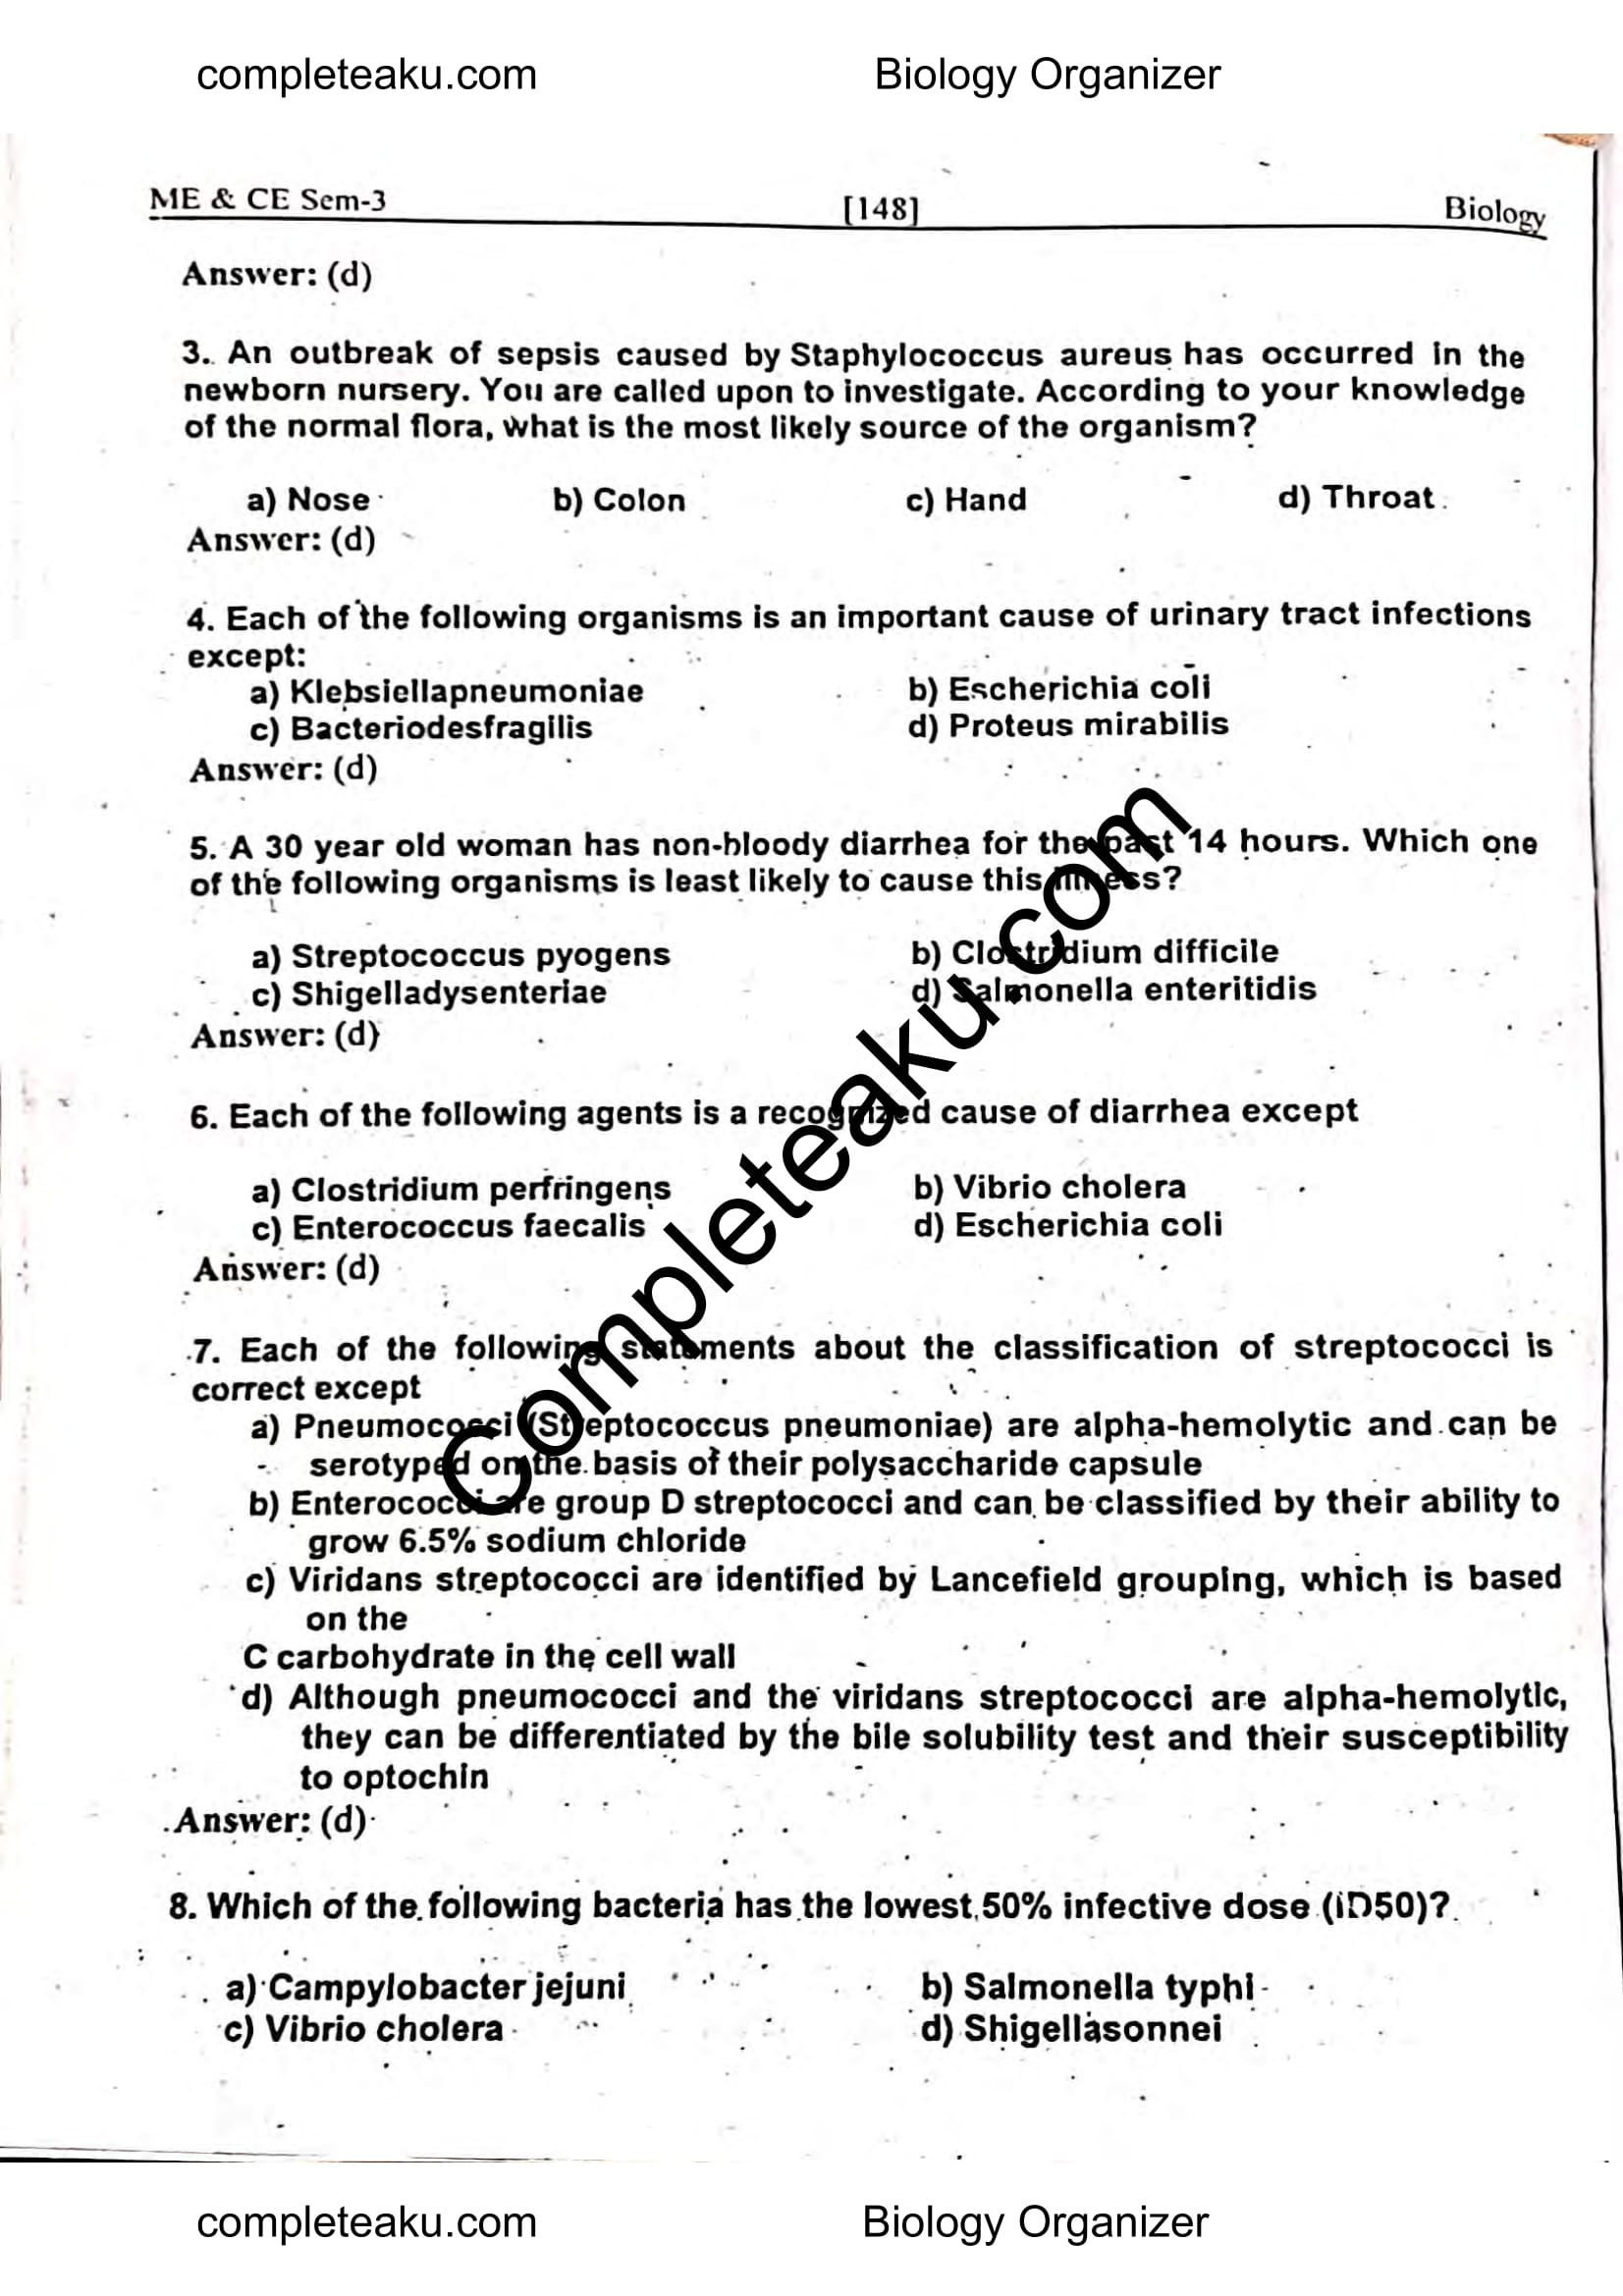 completeaku.com Biology Organizer
ME & CE Sem-3 [148] Biology
Answer: (d)
3. An outbreak of sepsis caused by Staphylococcus aureus has occurred in the
newborn nursery. You are called upon to investigate. According to your knowledge
of the normal flora, what is the most likely source of the organism?
a) Nose b) Colon c) Hand d) Throat
Answer: (d)
4. Each of the following organisms is an important cause of urinary tract infections
except:
a) Klebsiellapneumoniae b) Escherichia coli
c) Bacteriodesfragilis d) Proteus mirabilis
Answer: (d)
5. A 30 year old woman has non-bloody diarrhea for the past 14 hours. Which one
of the following organisms is least likely to cause this illness?
a) Streptococcus pyogens b) Clostridium difficile
c) Shigelladysenteriae d) Salmonella enteritidis
Answer: (d)
6. Each of the following agents is a recognized cause of diarrhea except
a) Clostridium perfringens b) Vibrio cholera
c) Enterococcus faecalis d) Escherichia coli
Answer: (d)
7. Each of the following statements about the classification of streptococci is
correct except
a) Pneumococci (Streptococcus pneumoniae) are alpha-hemolytic and can be
serotyped on the basis of their polysaccharide capsule
b) Enterococci are group D streptococci and can be classified by their ability to
grow 6.5% sodium chloride
c) Viridans streptococci are identified by Lancefield grouping, which is based
on the
C carbohydrate in the cell wall
d) Although pneumococci and the viridans streptococci are alpha-hemolytic,
they can be differentiated by the bile solubility test and their susceptibility
to optochin
Answer: (d)
8. Which of the following bacteria has the lowest 50% infective dose (ID50)?
a) Campylobacter jejuni b) Salmonella typhi
c) Vibrio cholera d) Shigellasonnei
Completeaku.com
completeaku.com Biology Organizer